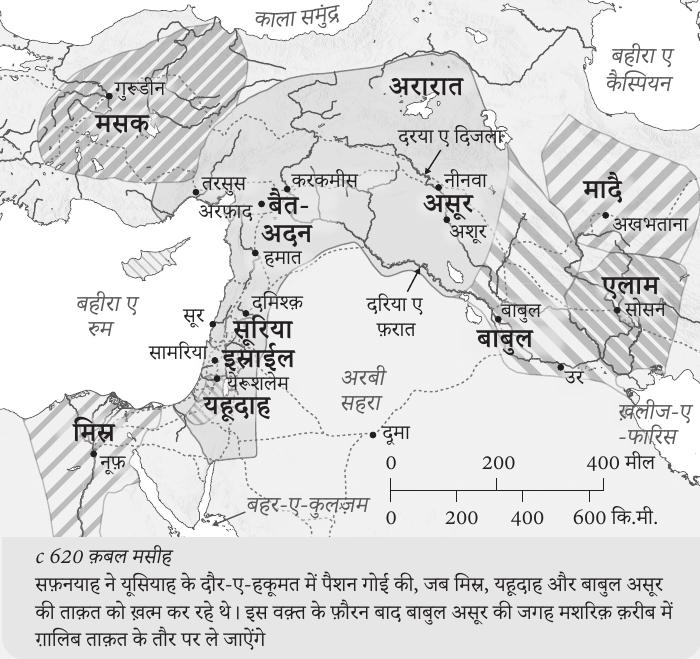 काला समुंद्र
बहीरा ए
कैस्पियन
गुरूडीन
मसक
अरारात
दरया ए दिजला
तरसुस
करकमीस
नीनवा
अरफ़ाद
बैत-
अदन
असूर
अशूर
मादै
अखभताना
हमात
एलाम
सोसन
बहीरा ए
रुम
दमिश्क़
दरिया ए
फ़रात
सूर
सूरिया
बाबुल
बाबुल
सामरिया
इस्राईल
येरूशलेम
यहूदाह
अरबी
सहरा
उर
ख़लीज-ए
-फारिस
मिस्र
नूफ़
दूमा
0 200 400 मील
0 200 400 600 कि.मी.
बहर-ए-कुलज़म
c 620 क़बल मसीह
सफ़नयाह ने यूसियाह के दौर-ए-हकूमत में पैशन गोई की, जब मिस्र, यहूदाह और बाबुल असूर
की ताक़त को ख़त्म कर रहे थे। इस वक़्त के फ़ौरन बाद बाबुल असूर की जगह मशरिक़ क़रीब में
ग़ालिब ताक़त के तौर पर ले जाऐंगे